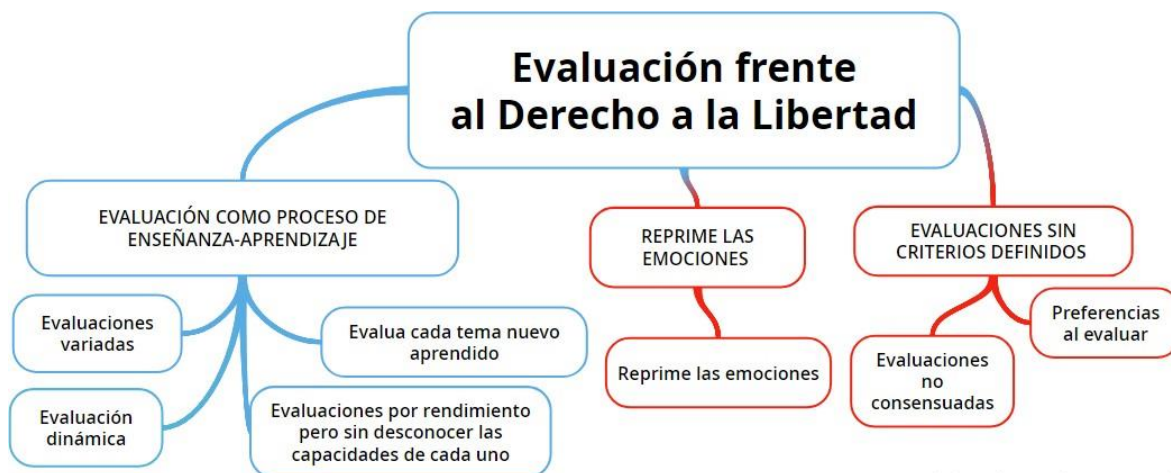 Evaluación frente
al Derecho a la Libertad
EVALUACIÓN COMO PROCESO DE
ENSEÑANZA-APRENDIZAJE
Evaluaciones
variadas
Evalua cada tema nuevo
aprendido
Evaluación
dinámica
Evaluaciones por rendimiento
pero sin desconocer las
capacidades de cada uno
REPRIME LAS
EMOCIONES
Reprime las emociones
EVALUACIONES SIN
CRITERIOS DEFINIDOS
Evaluaciones
no
consensuadas
Preferencias
al evaluar